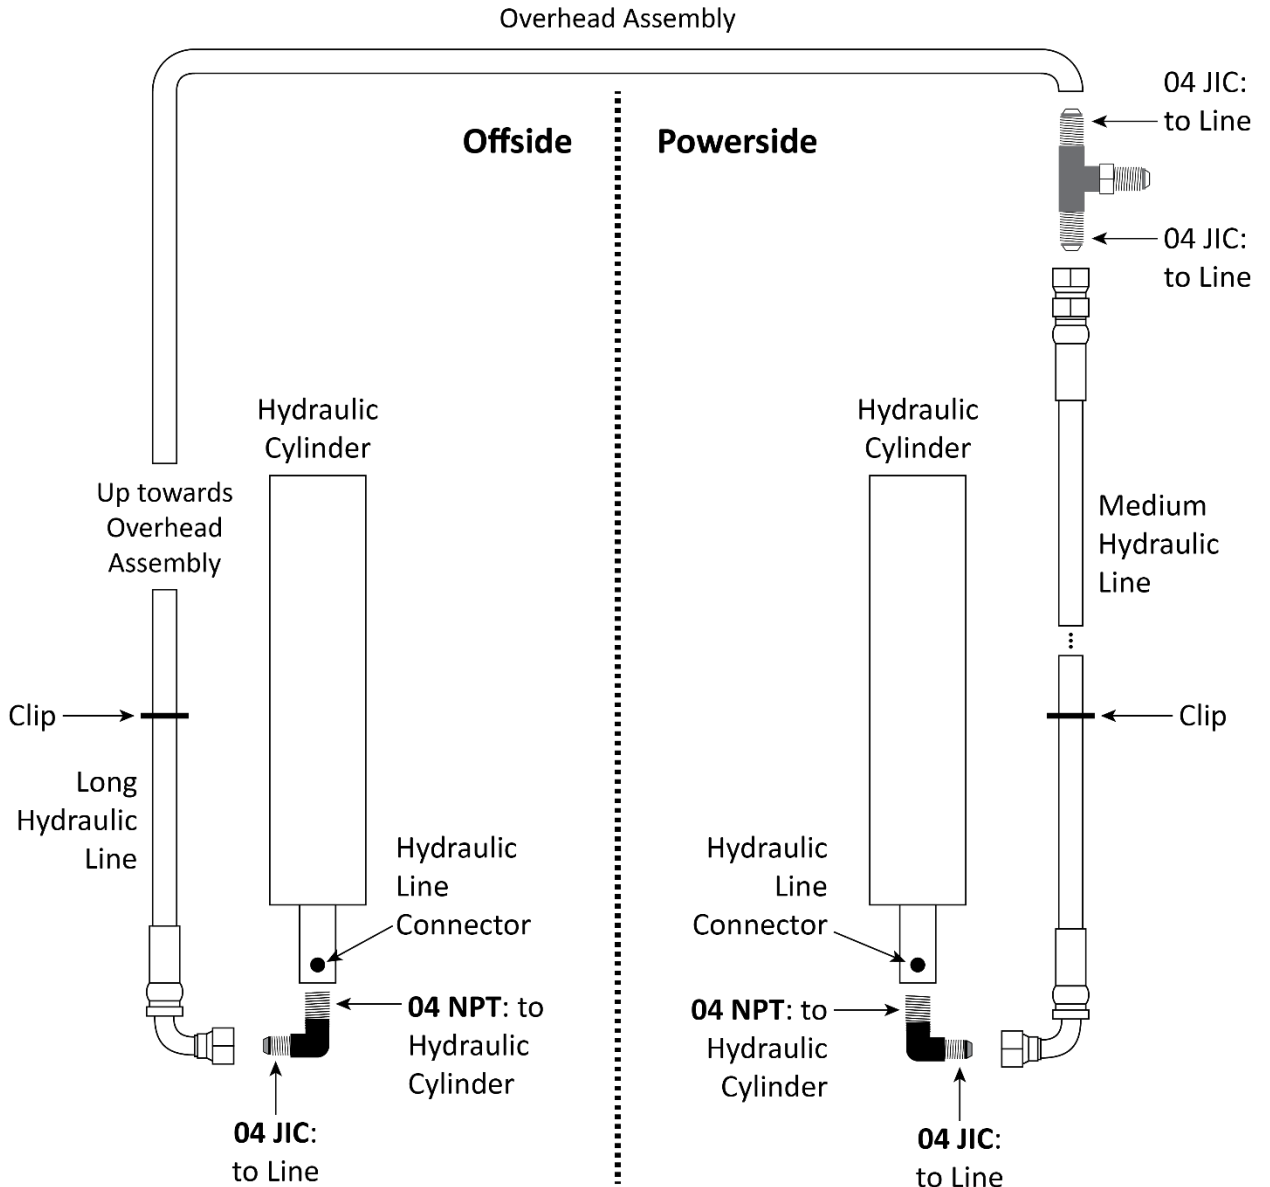 Overhead Assembly
04 JIC:
to Line
Offside
Powerside
04 JIC:
to Line
Hydraulic
Cylinder
Hydraulic
Cylinder
Up towards
Overhead
Assembly
Medium
Hydraulic
Line
Clip
Clip
Long
Hydraulic
Line
Hydraulic
Line
Connector
Hydraulic
Line
Connector
04 NPT: to
Hydraulic
Cylinder
04 NPT: to
Hydraulic
Cylinder
04 JIC:
to Line
04 JIC:
to Line